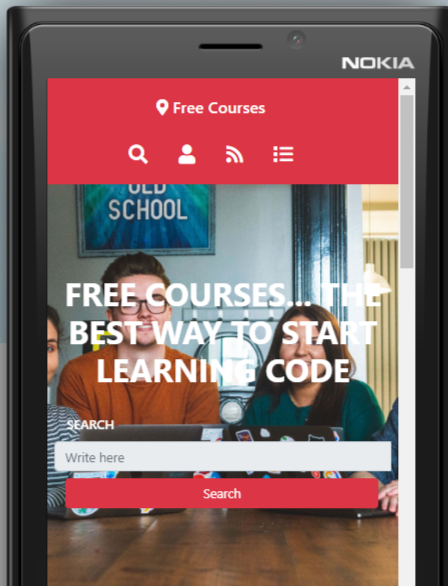 NOKIA
Free Courses
OLD
SCHOOL
FREE COURSES... THE
BEST WAY TO START
LEARNING CODE
SEARCH
Write here
Search